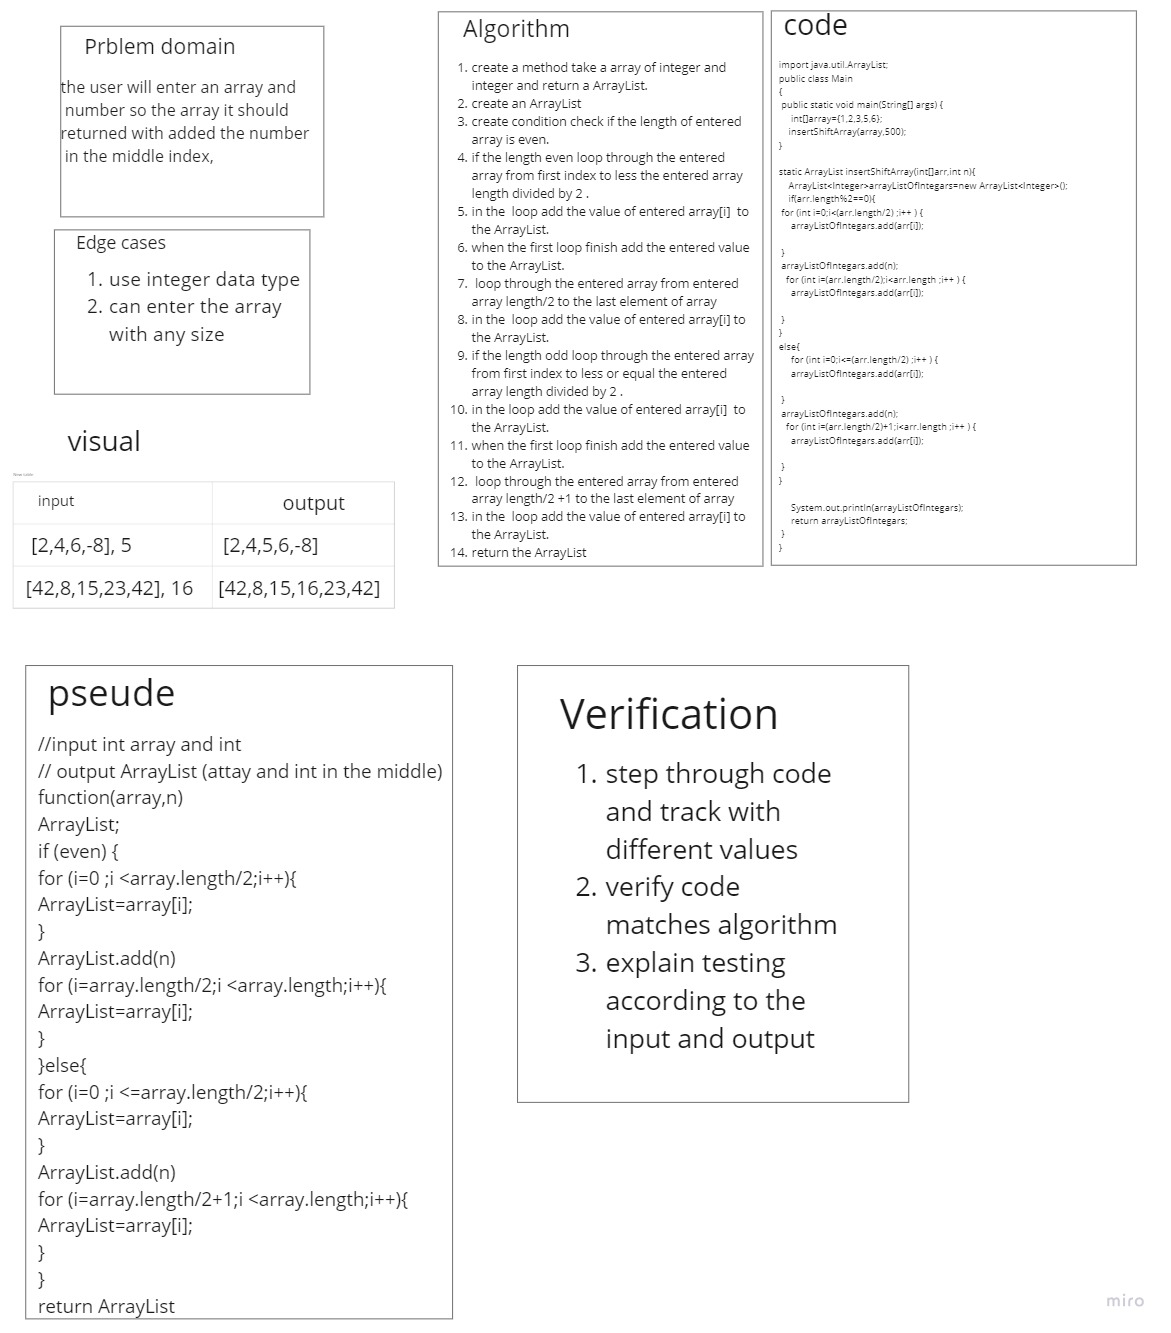 Prblem domain
the user will enter an array and
number so the array it should
returned with added the number
in the middle index,
Edge cases
1. use integer data type
2. can enter the array
with any size
visual
input output
[2,4,6,-8], 5 [2,4,5,6,-8]
[42,8,15,23,42], 16 [42,8,15,16,23,42]
Algorithm
1. create a method take a array of integer and
integer and return a ArrayList.
2. create an ArrayList
3. create condition check if the length of entered
array is even.
4. if the length even loop through the entered
array from first index to less the entered array
length divided by 2 .
5. in the loop add the value of entered array[i] to
the ArrayList.
6. when the first loop finish add the entered value
to the ArrayList.
7. loop through the entered array from entered
array length/2 to the last element of array
8. in the loop add the value of entered array[i] to
the ArrayList.
9. if the length odd loop through the entered array
from first index to less or equal the entered
array length divided by 2 .
10. in the loop add the value of entered array[i] to
the ArrayList.
11. when the first loop finish add the entered value
to the ArrayList.
12. loop through the entered array from entered
array length/2 +1 to the last element of array
13. in the loop add the value of entered array[i] to
the ArrayList.
14. return the ArrayList
code
import java.util.ArrayList;
public class Main
{
public static void main(String[] args) {
int[]array={1,2,3,5,6};
insertShiftArray(array,500);
}
static ArrayList insertShiftArray(int[]arr,int n){
ArrayList<Integer>arrayListOfIntegars=new ArrayList<Integer>();
if(arr.length%2==0){
for (int i=0;i<(arr.length/2) ;i++ ) {
arrayListOfIntegars.add(arr[i]);
}
arrayListOfIntegars.add(n);
for (int i=(arr.length/2);i<arr.length ;i++ ) {
arrayListOfIntegars.add(arr[i]);
}
}
else{
for (int i=0;i<=(arr.length/2) ;i++ ) {
arrayListOfIntegars.add(arr[i]);
}
arrayListOfIntegars.add(n);
for (int i=(arr.length/2)+1;i<arr.length ;i++ ) {
arrayListOfIntegars.add(arr[i]);
}
}
System.out.println(arrayListOfIntegars);
return arrayListOfIntegars;
}
}
pseude
//input int array and int
// output ArrayList (attay and int in the middle)
function(array,n)
ArrayList;
if (even) {
for (i=0 ;i <array.length/2;i++){
ArrayList=array[i];
}
ArrayList.add(n)
for (i=array.length/2;i <array.length;i++){
ArrayList=array[i];
}
}else{
for (i=0 ;i <=array.length/2;i++){
ArrayList=array[i];
}
ArrayList.add(n)
for (i=array.length/2+1;i <array.length;i++){
ArrayList=array[i];
}
}
return ArrayList
Verification
1. step through code
and track with
different values
2. verify code
matches algorithm
3. explain testing
according to the
input and output
miro